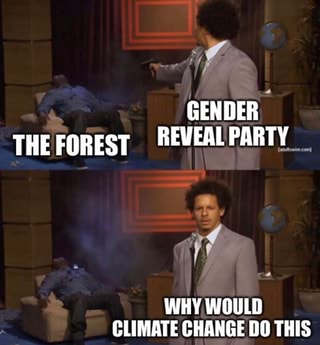 GENDER
REVEAL PARTY
THE FOREST
[adultswim.com]
WHY WOULD
CLIMATE CHANGE DO THIS